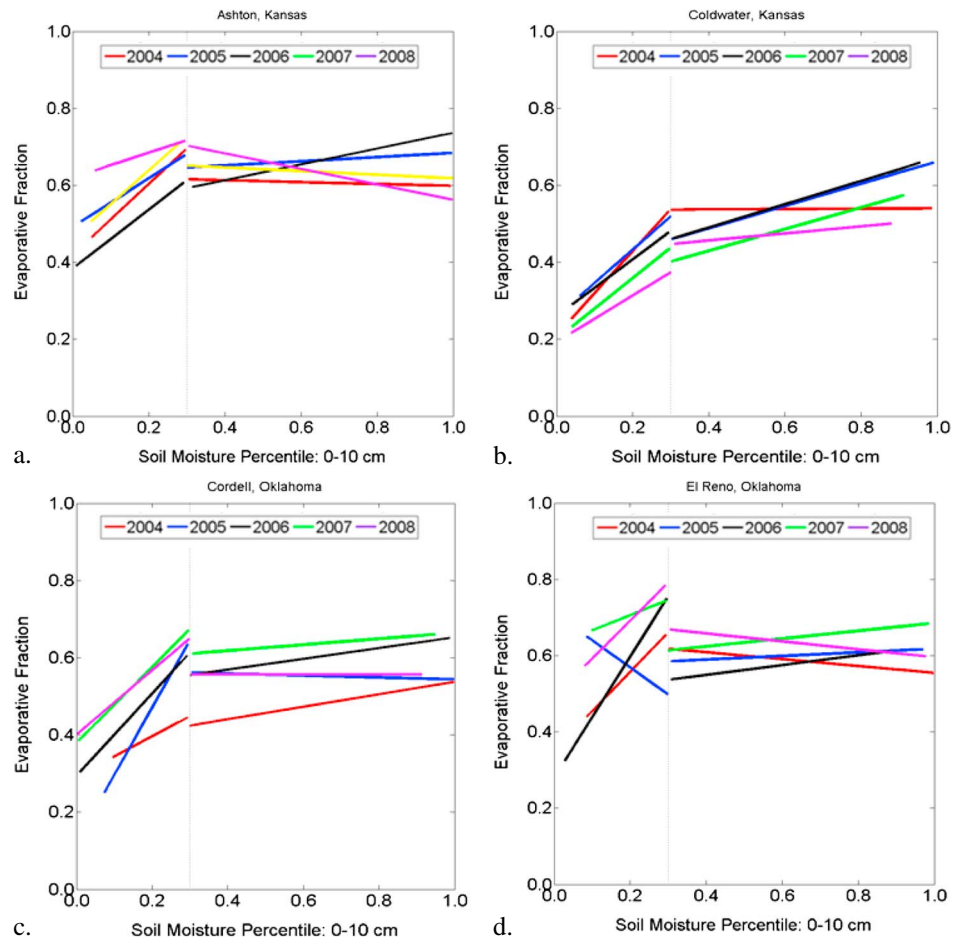 Ashton, Kansas
2004 2005 2006 2007 2008
Evaporative Fraction
1.0
0.8
0.6
0.4
0.2
0.0
0.0 0.2 0.4 0.6 0.8 1.0
Soil Moisture Percentile: 0-10 cm
a.
Coldwater, Kansas
2004 2005 2006 2007 2008
Evaporative Fraction
1.0
0.8
0.6
0.4
0.2
0.0
0.0 0.2 0.4 0.6 0.8 1.0
Soil Moisture Percentile: 0-10 cm
b.
Cordell, Oklahoma
2004 2005 2006 2007 2008
Evaporative Fraction
1.0
0.8
0.6
0.4
0.2
0.0
0.0 0.2 0.4 0.6 0.8 1.0
Soil Moisture Percentile: 0-10 cm
c.
El Reno, Oklahoma
2004 2005 2006 2007 2008
Evaporative Fraction
1.0
0.8
0.6
0.4
0.2
0.0
0.0 0.2 0.4 0.6 0.8 1.0
Soil Moisture Percentile: 0-10 cm
d.